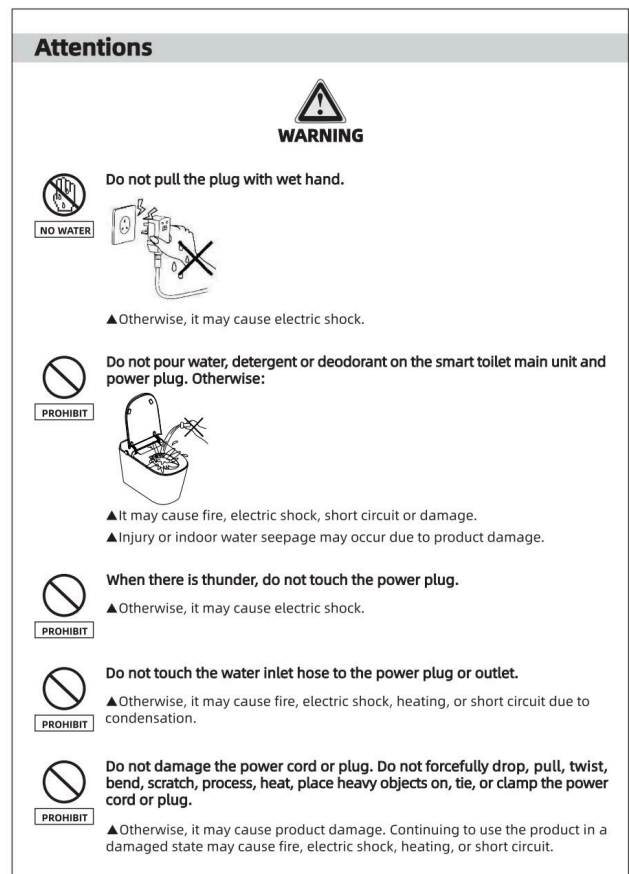 Attentions
WARNING
Do not pull the plug with wet hand.
NO WATER
▲Otherwise, it may cause electric shock.
Do not pour water, detergent or deodorant on the smart toilet main unit and
power plug. Otherwise:
PROHIBIT
▲It may cause fire, electric shock, short circuit or damage.
▲Injury or indoor water seepage may occur due to product damage.
When there is thunder, do not touch the power plug.
▲Otherwise, it may cause electric shock.
PROHIBIT
Do not touch the water inlet hose to the power plug or outlet.
▲Otherwise, it may cause fire, electric shock, heating, or short circuit due to
condensation.
PROHIBIT
Do not damage the power cord or plug. Do not forcefully drop, pull, twist,
bend, scratch, process, heat, place heavy objects on, tie, or clamp the power
cord or plug.
PROHIBIT
▲Otherwise, it may cause product damage. Continuing to use the product in a
damaged state may cause fire, electric shock, heating, or short circuit.